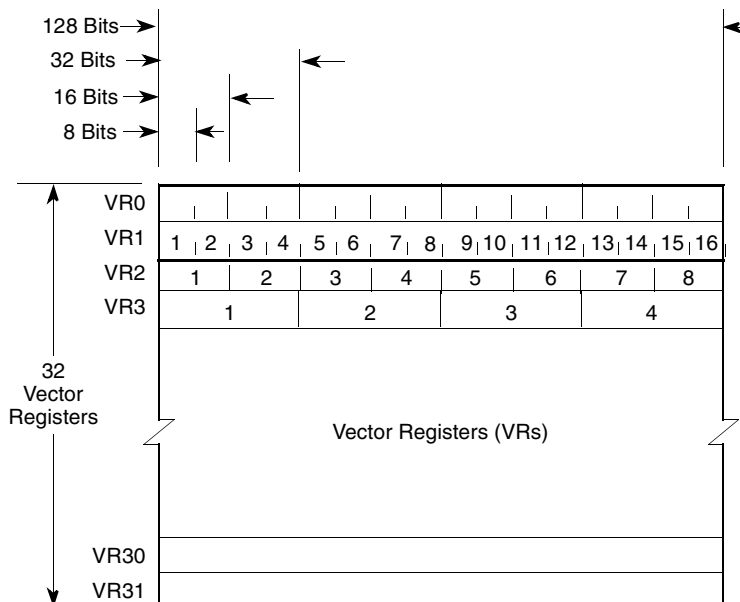 128 Bits
32 Bits
16 Bits
8 Bits
VR0
VR1 1 2 3 4 5 6 7 8 9 10 11 12 13 14 15 16
VR2 1 2 3 4 5 6 7 8
VR3 1 2 3 4
32
Vector
Registers
Vector Registers (VRs)
VR30
VR31